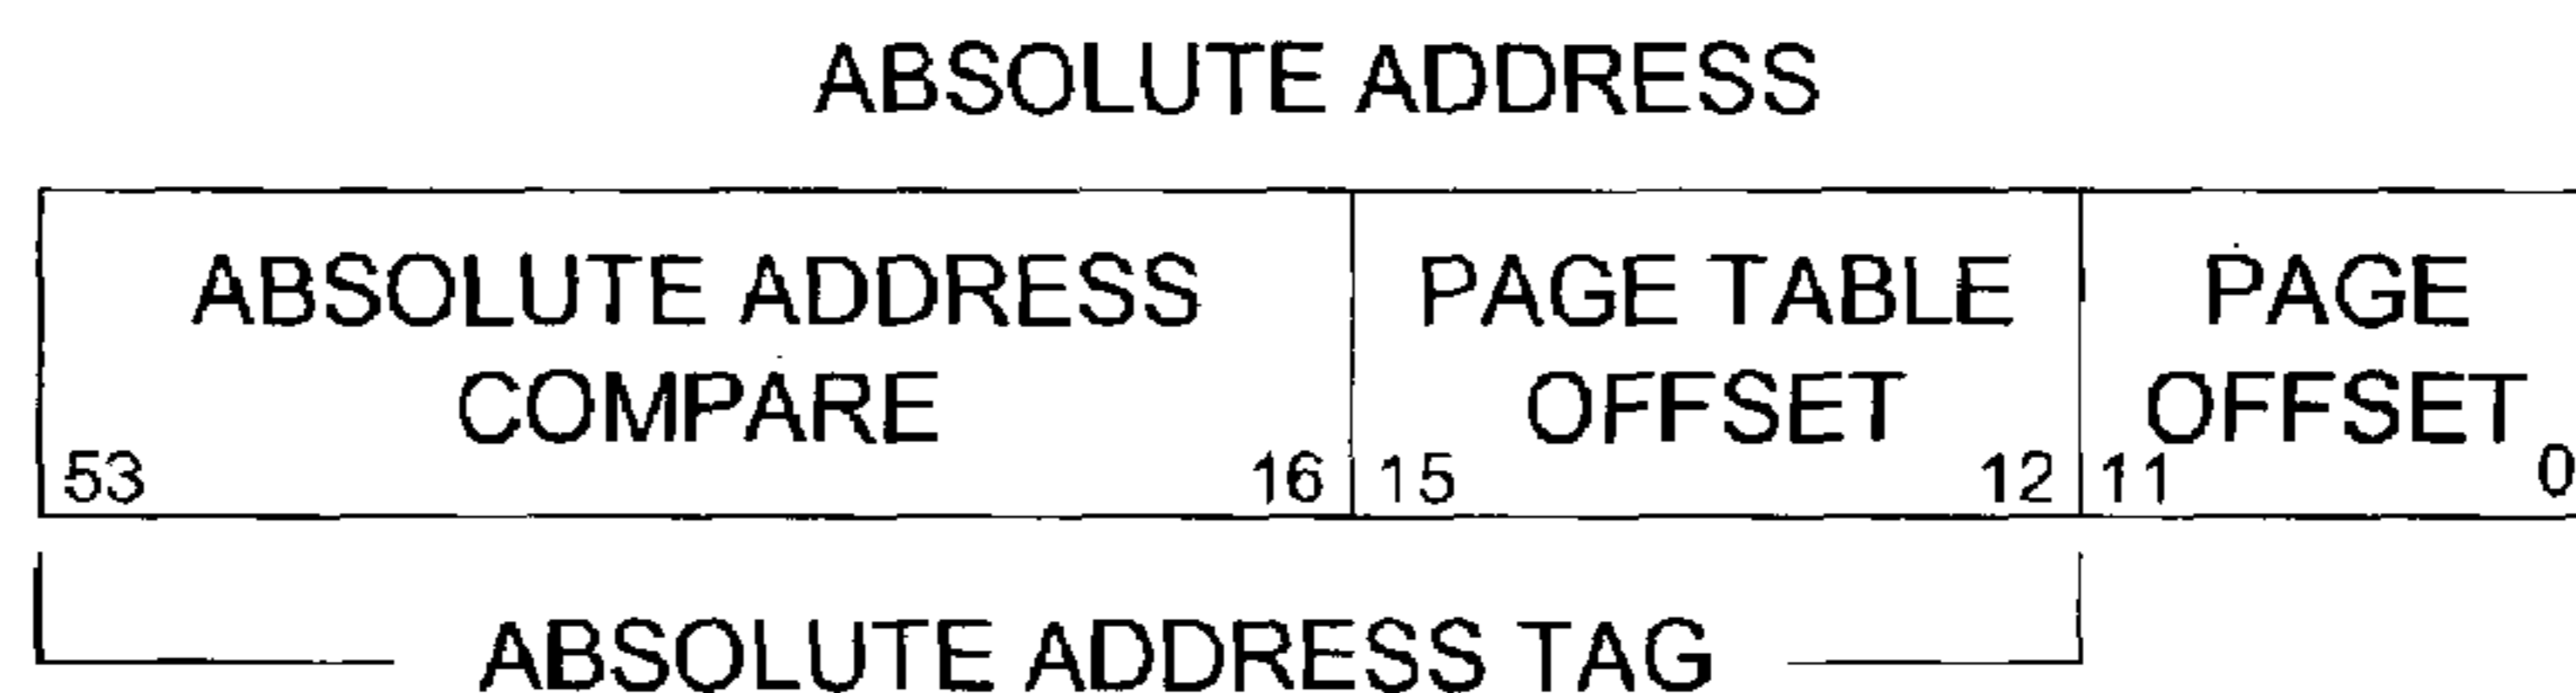 ABSOLUTE ADDRESS
ABSOLUTE ADDRESS
COMPARE
53 16
PAGE TABLE
OFFSET
15 12
PAGE
OFFSET
11 0
ABSOLUTE ADDRESS TAG